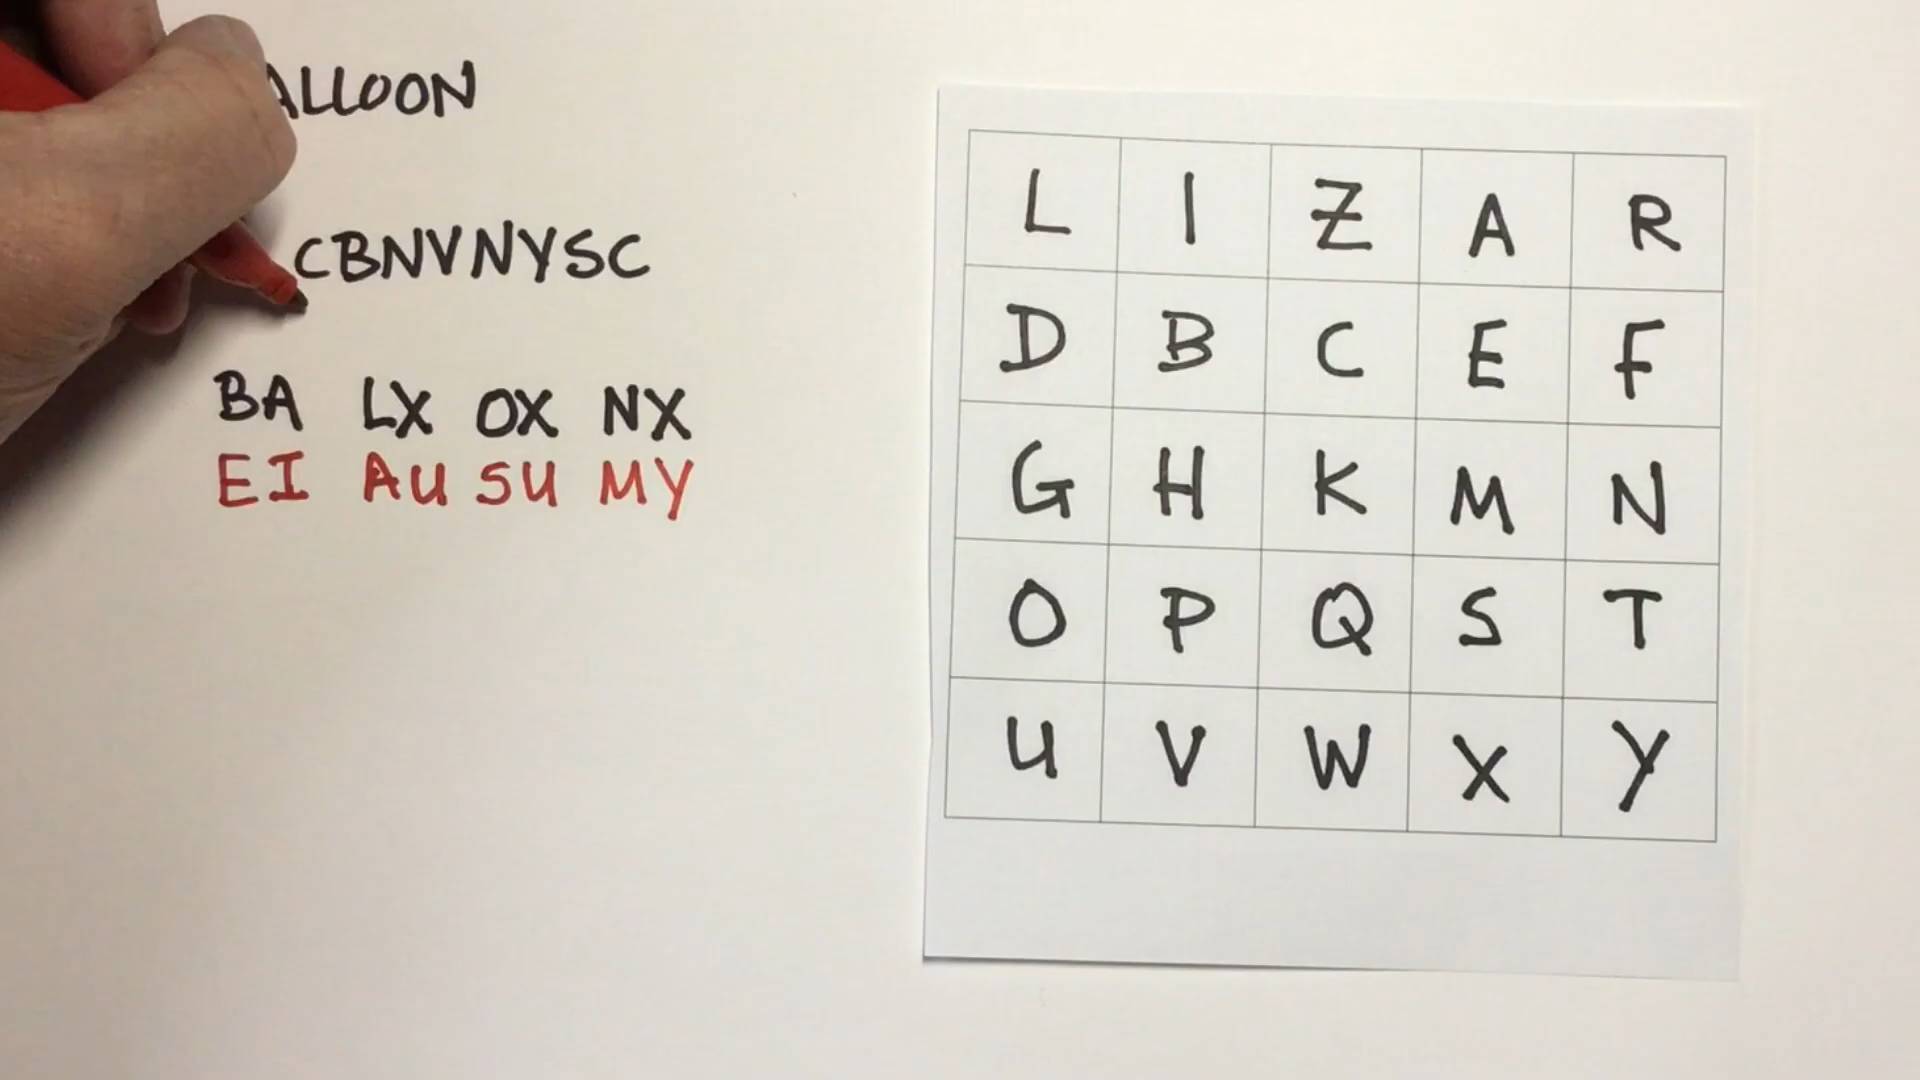 ALLOON
CBNVNYSC
BA LX OX NX
EI AU SU MY
L I Z A R
D B C E F
G H K M N
O P Q S T
U V W X Y